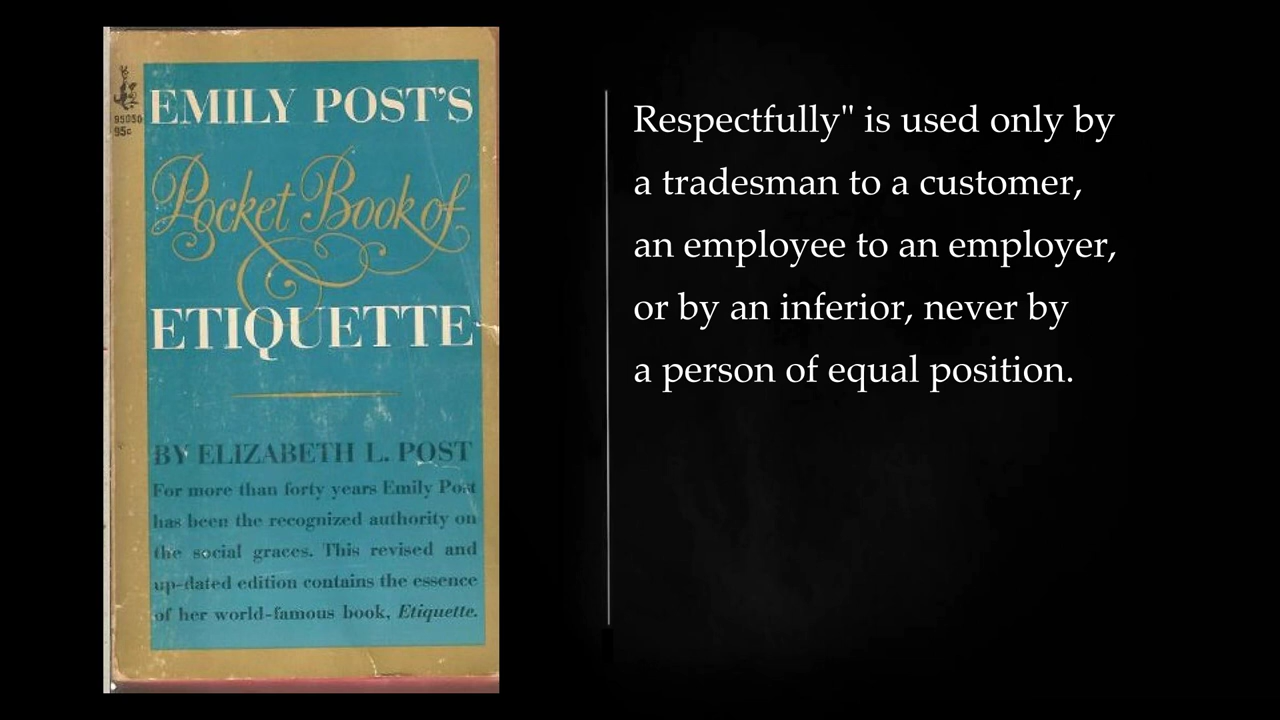 EMILY POST'S
Pocket Book of
ETIQUETTE
95050
95c
BY ELIZABETH L. POST
For more than forty years Emily Post
has been the recognized authority on
the social graces. This revised and
up-dated edition contains the essence
of her world-famous book, Etiquette.
Respectfully" is used only by
a tradesman to a customer,
an employee to an employer,
or by an inferior, never by
a person of equal position.